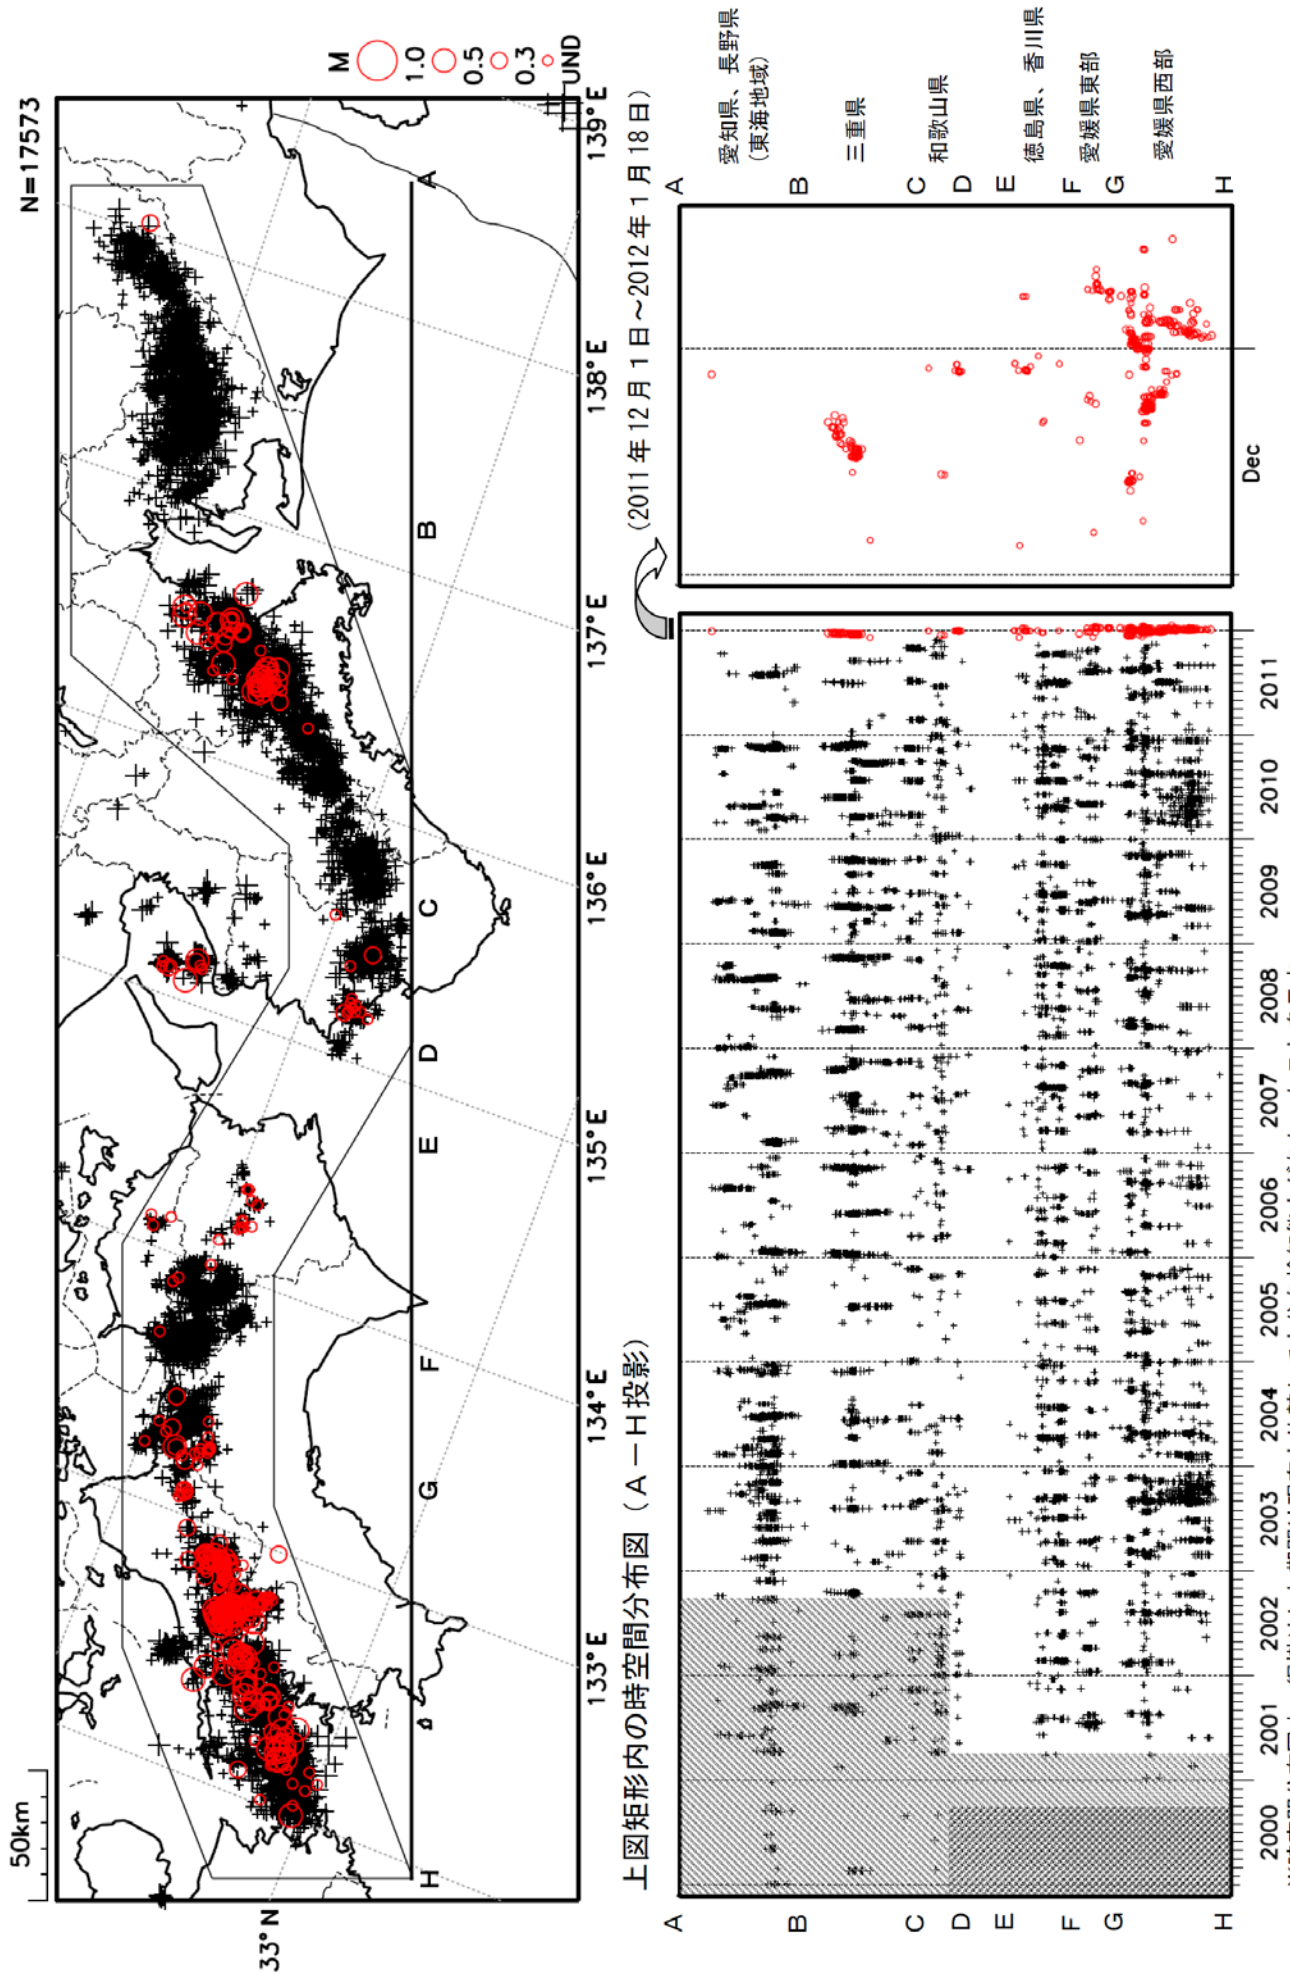 N=17573
50km
M
1.0
0.5
0.3
UND
33°N
133°E
134°E
135°E
136°E
137°E
138°E
139°E
H
G
F
E
D
C
B
A
上図矩形内の時空間分布図（A－H投影）
（2011年12月1日～2012年1月18日）
A
B
C
D
E
F
G
H
2000
2001
2002
2003
2004
2005
2006
2007
2008
2009
2010
2011
Dec
A
B
C
D
E
F
G
H
愛知県、長野県
（東海地域）
三重県
和歌山県
徳島県、香川県
愛媛県東部
愛媛県西部